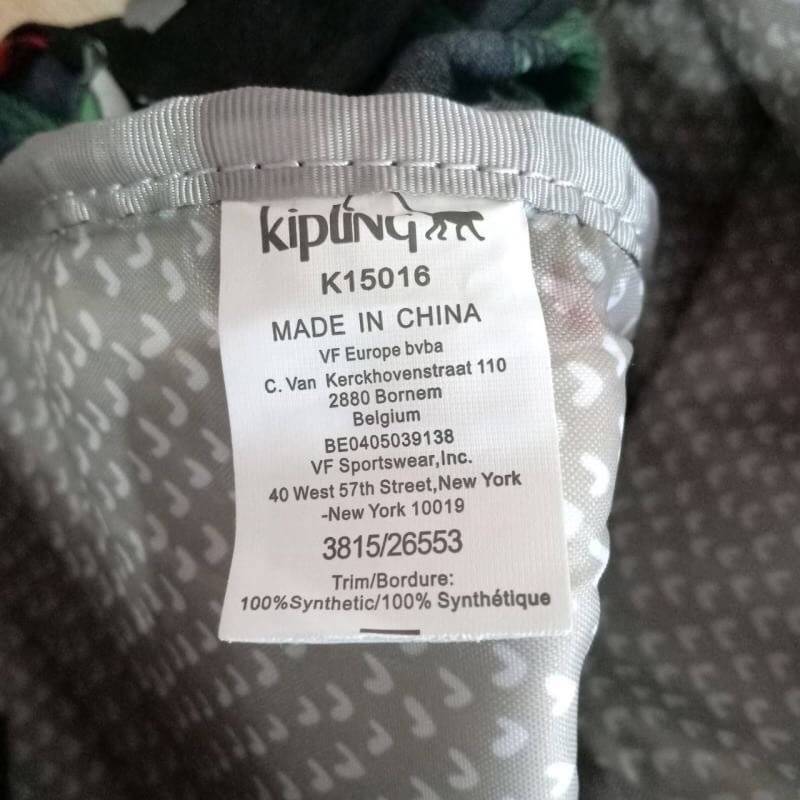 kipling
K15016
MADE IN CHINA
VF Europe bvba
C. Van Kerckhovenstraat 110
2880 Bornem
Belgium
BE0405039138
VF Sportswear,Inc.
40 West 57th Street,New York
-New York 10019
3815/26553
Trim/Bordure:
100%Synthetic/100% Synthétique